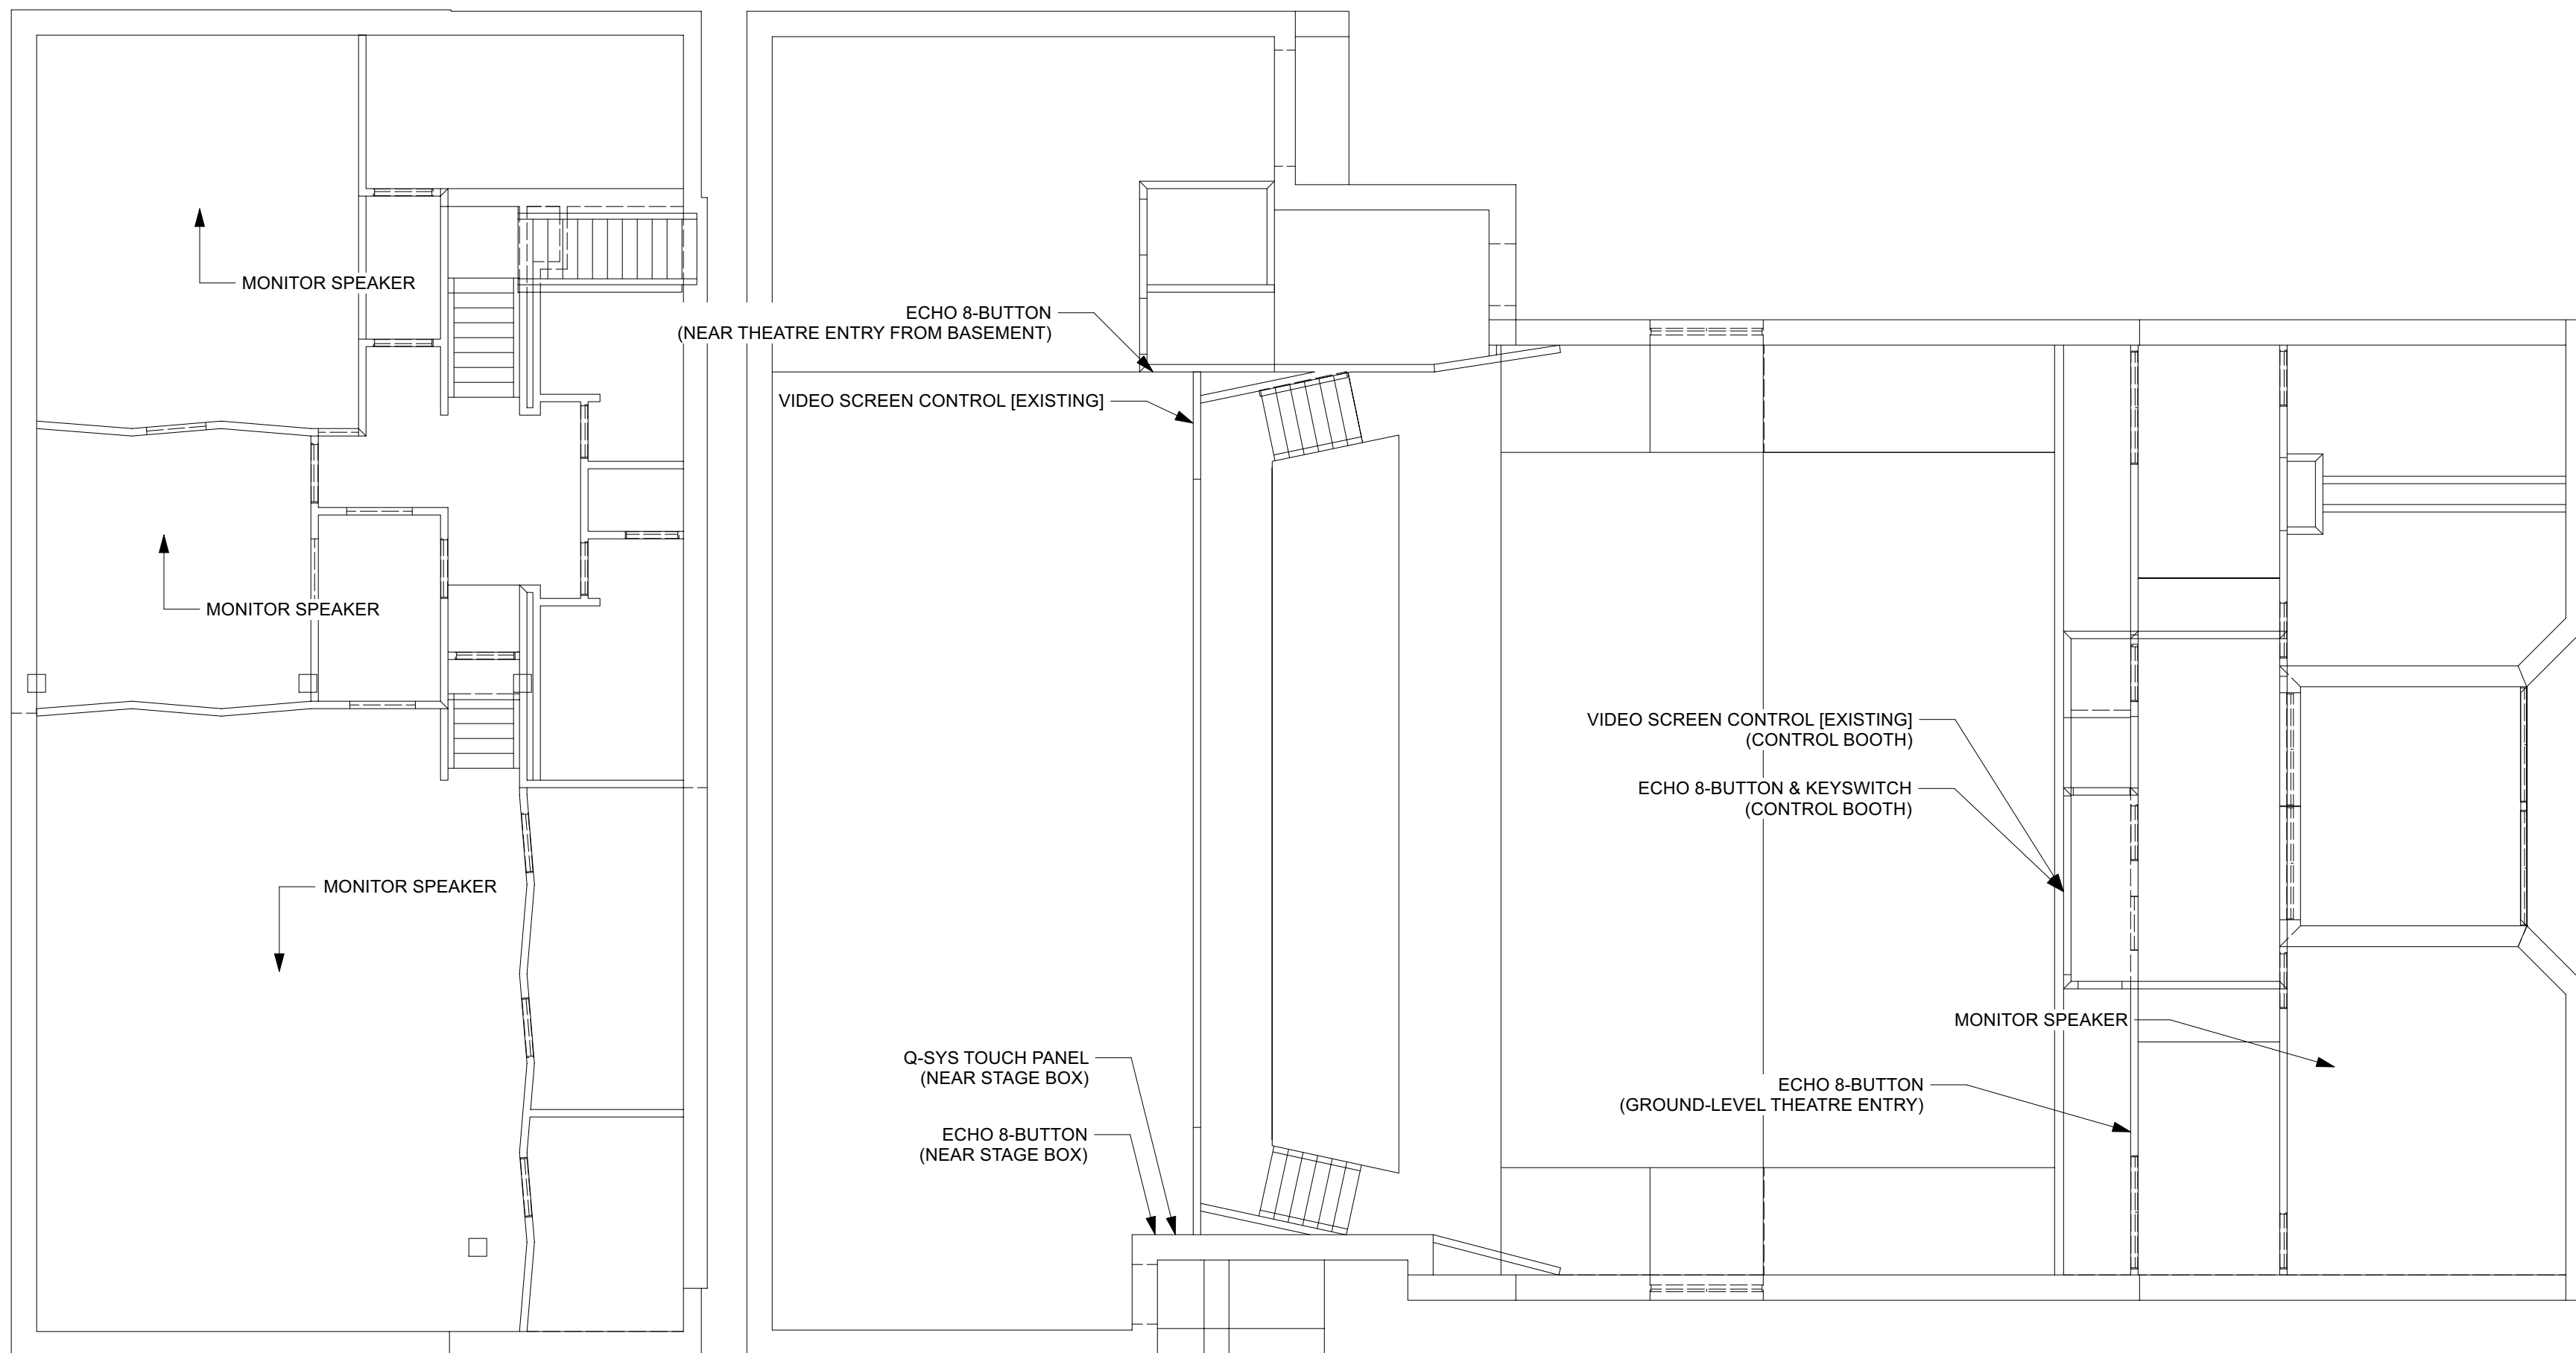 MONITOR SPEAKER
MONITOR SPEAKER
MONITOR SPEAKER
ECHO 8-BUTTON
(NEAR THEATRE ENTRY FROM BASEMENT)
VIDEO SCREEN CONTROL [EXISTING]
Q-SYS TOUCH PANEL
(NEAR STAGE BOX)
ECHO 8-BUTTON
(NEAR STAGE BOX)
VIDEO SCREEN CONTROL [EXISTING]
(CONTROL BOOTH)
ECHO 8-BUTTON & KEYSWITCH
(CONTROL BOOTH)
MONITOR SPEAKER
ECHO 8-BUTTON
(GROUND-LEVEL THEATRE ENTRY)